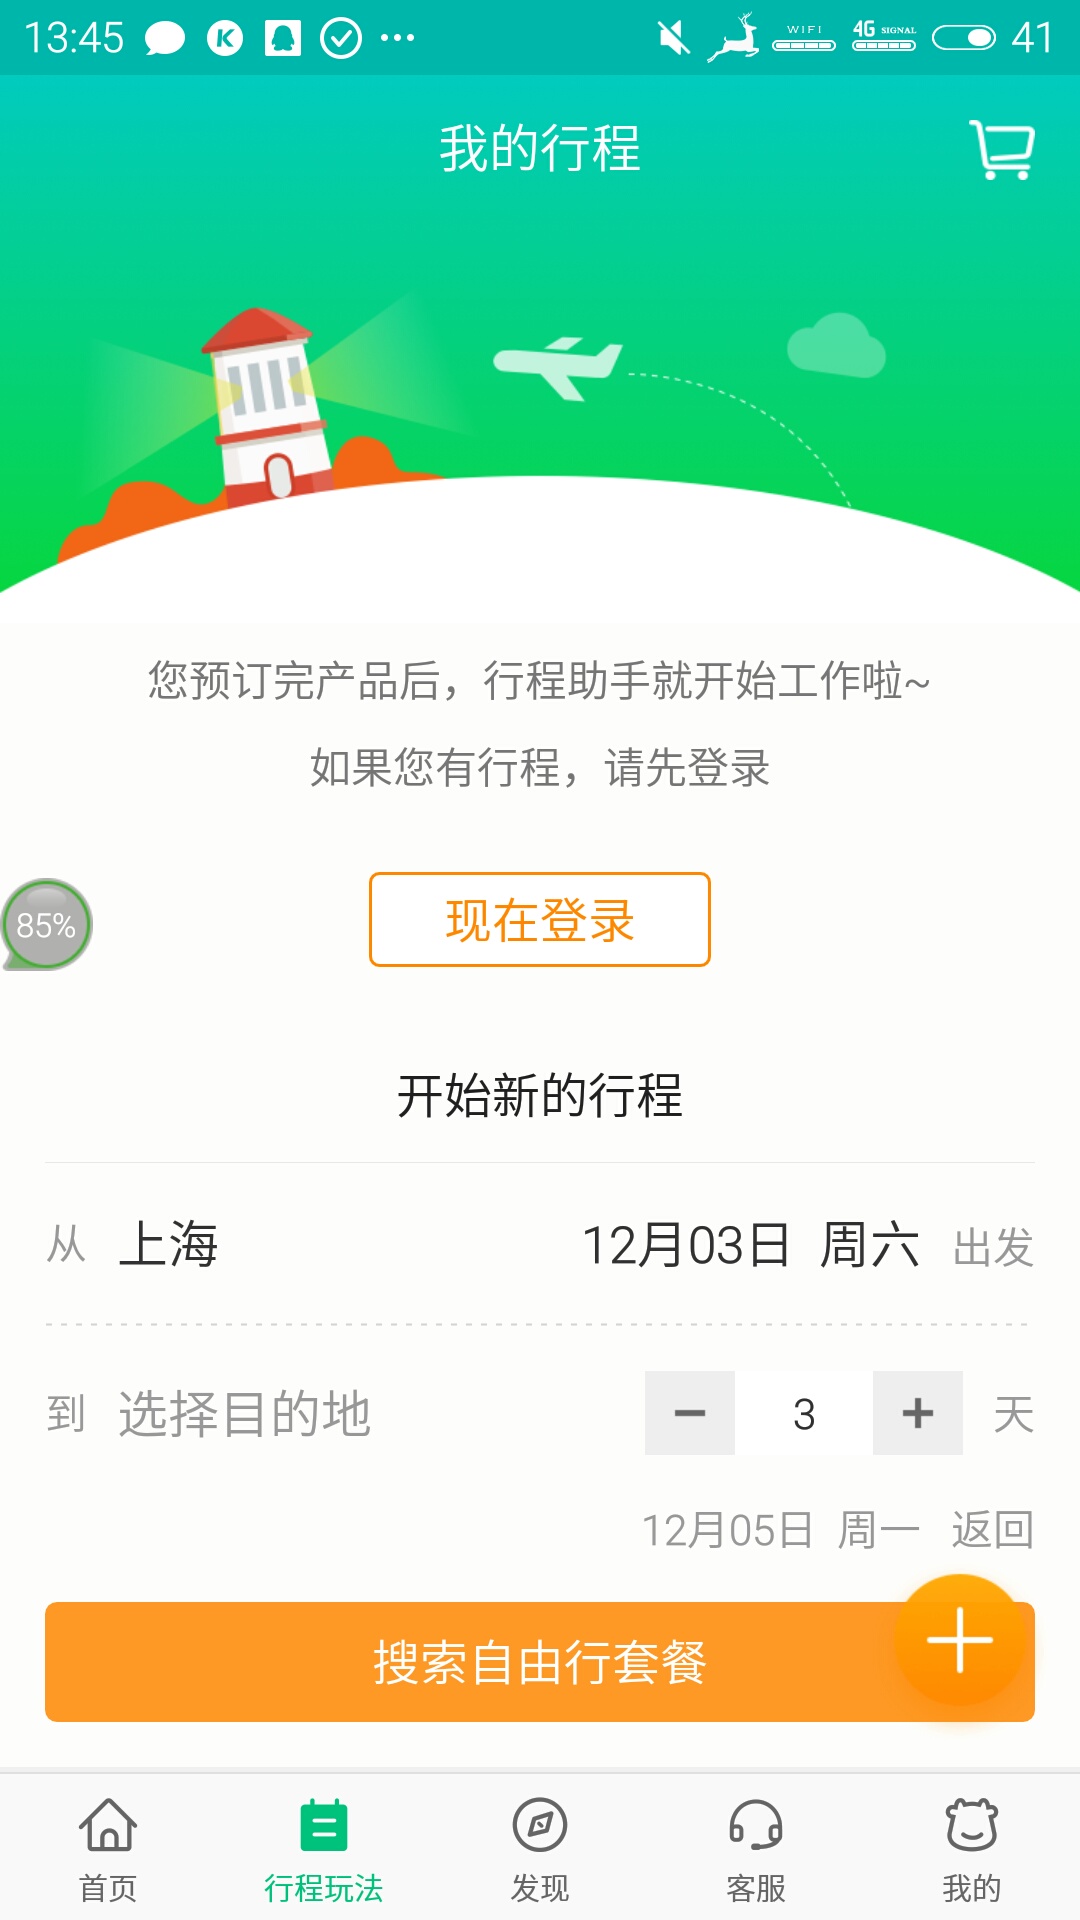 13:45 WIFI 4G SIGNAL 41
我的行程
您预订完产品后，行程助手就开始工作啦~
如果您有行程，请先登录
85%
现在登录
开始新的行程
从 上海 12月03日 周六 出发
到 选择目的地 3 天
12月05日 周一 返回
搜索自由行套餐
首页 行程玩法 发现 客服 我的